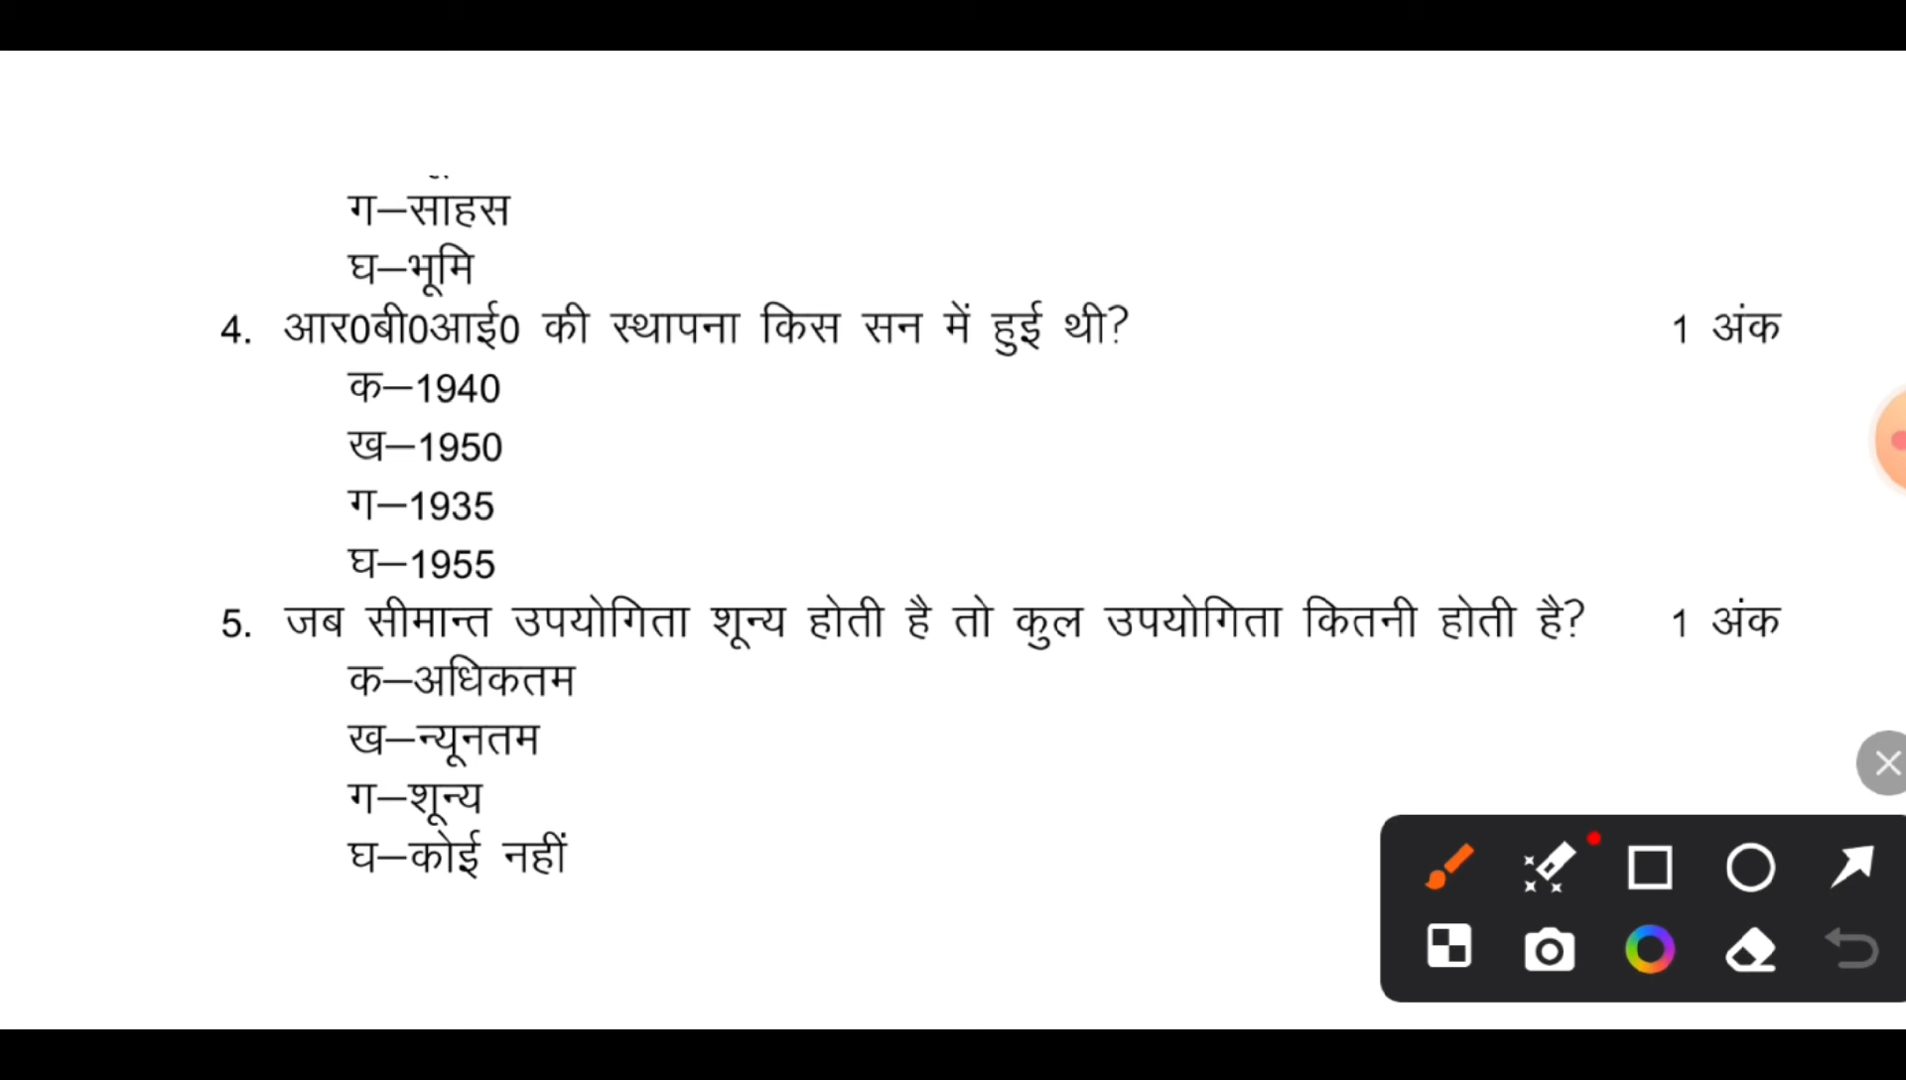 ग–साहस
घ–भूमि
4. आर0बी0आई0 की स्थापना किस सन में हुई थी? 1 अंक
क–1940
ख–1950
ग–1935
घ–1955
5. जब सीमान्त उपयोगिता शून्य होती है तो कुल उपयोगिता कितनी होती है? 1 अंक
क–अधिकतम
ख–न्यूनतम
ग–शून्य
घ–कोई नहीं